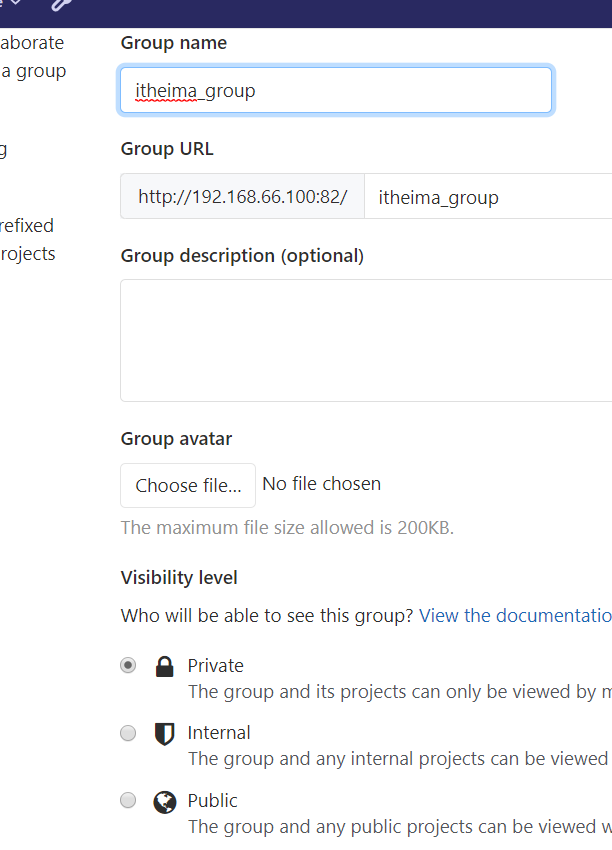 aborate
a group
refixed
rojects
Group name
itheima_group
Group URL
http://192.168.66.100:82/ itheima_group
Group description (optional)
Group avatar
Choose file... No file chosen
The maximum file size allowed is 200KB.
Visibility level
Who will be able to see this group? View the documentatio
Private
The group and its projects can only be viewed by
Internal
The group and any internal projects can be viewed
Public
The group and any public projects can be viewed